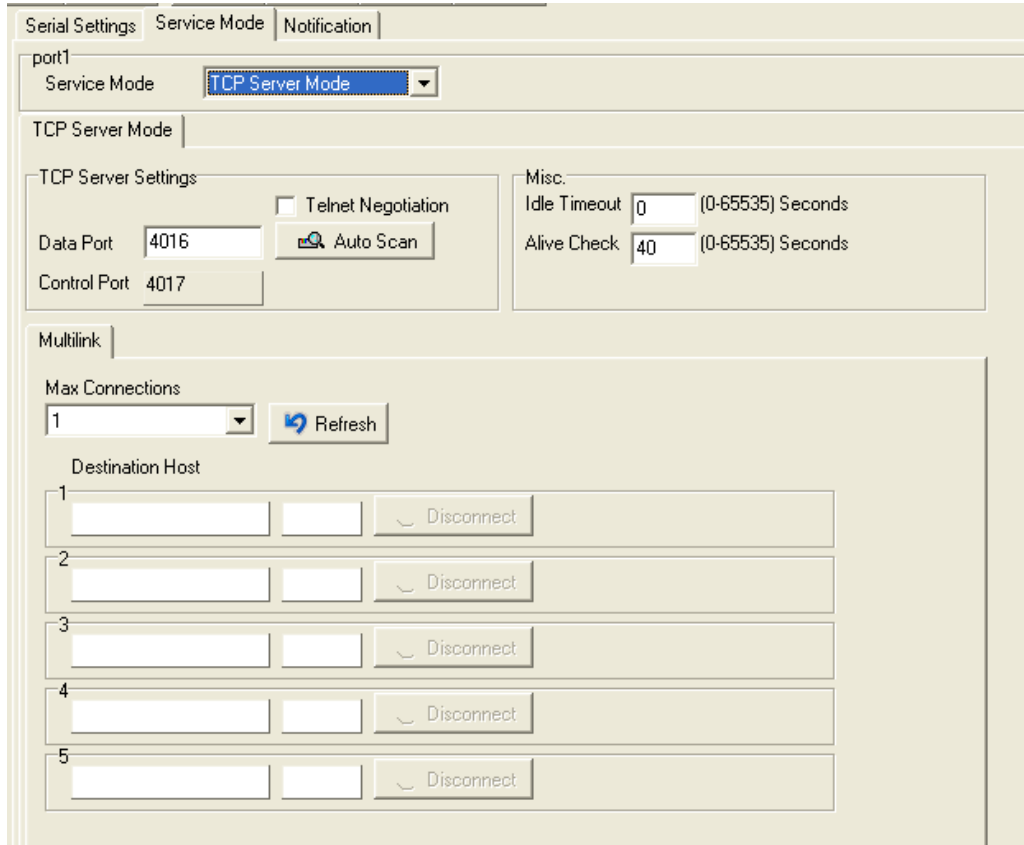 Serial Settings Service Mode Notification
port1
Service Mode TCP Server Mode
TCP Server Mode
TCP Server Settings
Telnet Negotiation
Data Port 4016 Auto Scan
Control Port 4017
Misc.
Idle Timeout 0 (0-65535) Seconds
Alive Check 40 (0-65535) Seconds
Multilink
Max Connections
1 Refresh
Destination Host
1
Disconnect
2
Disconnect
3
Disconnect
4
Disconnect
5
Disconnect